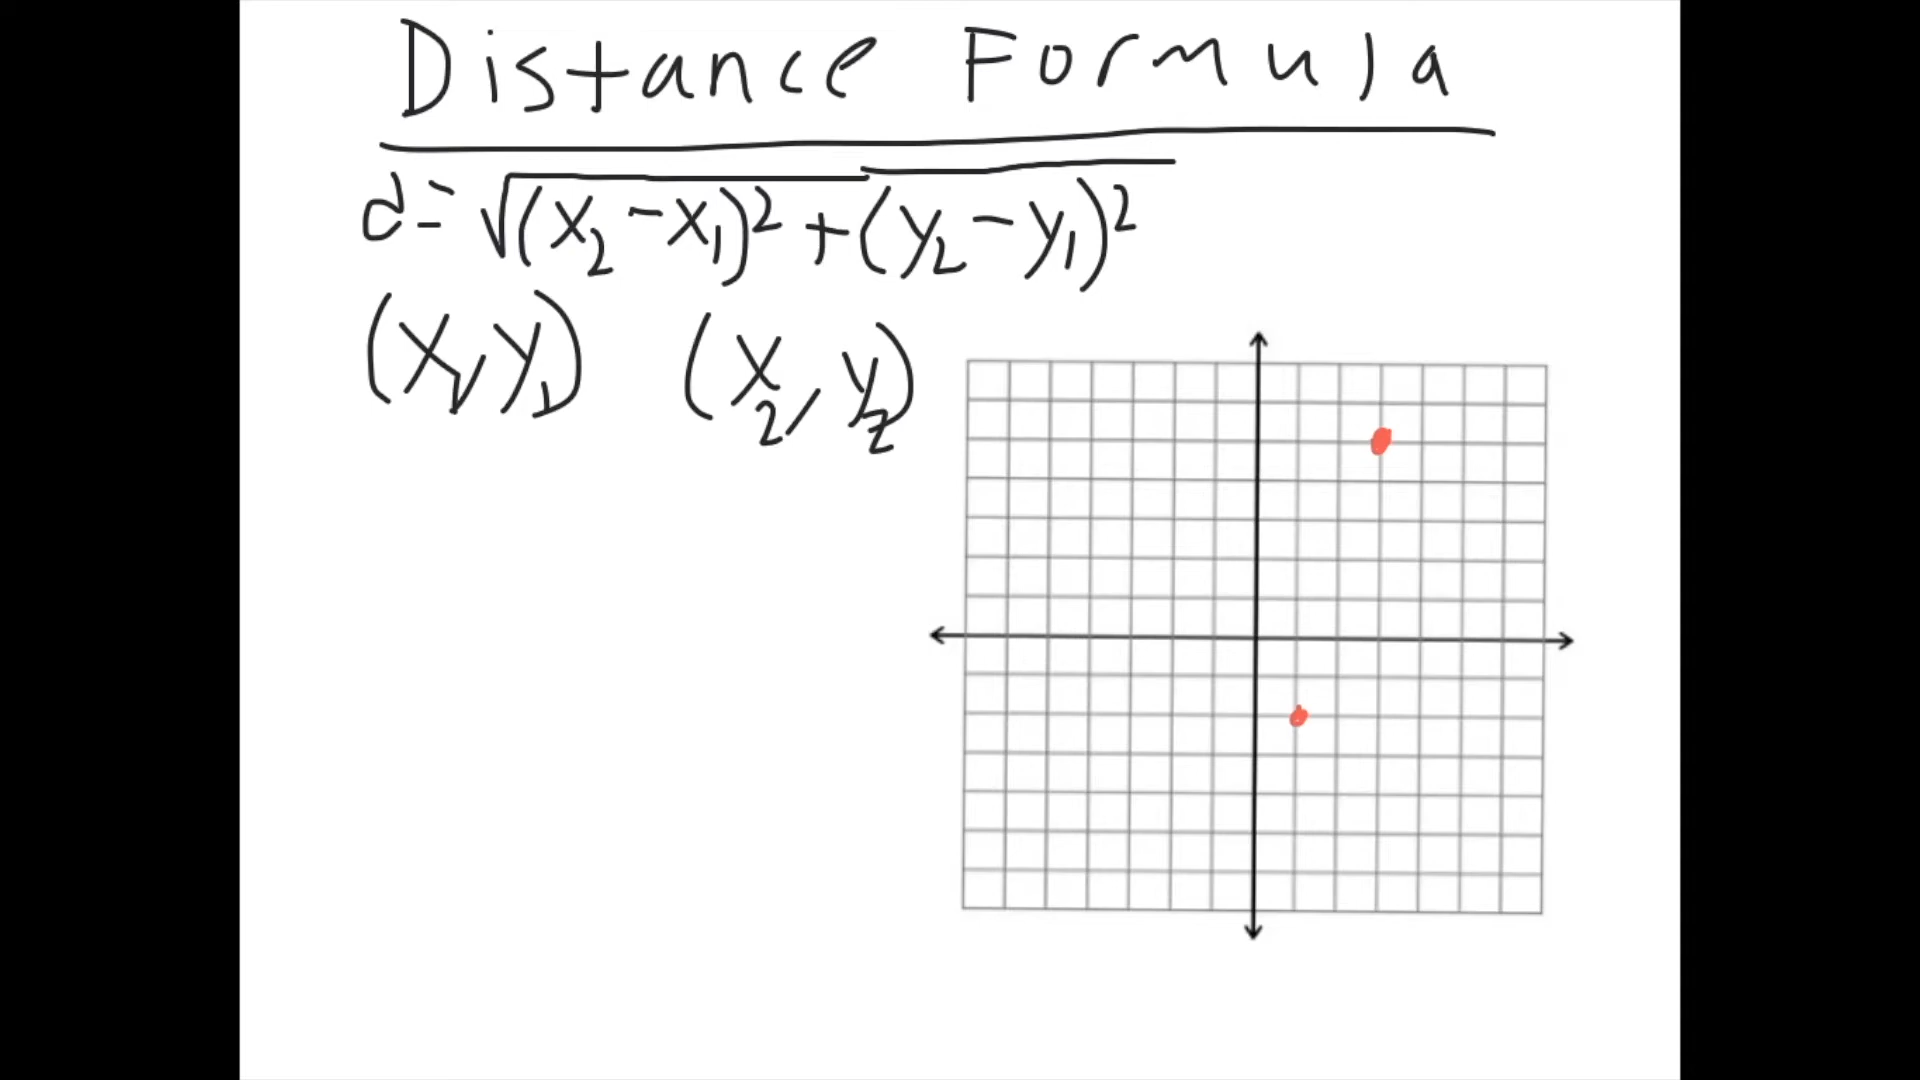 Distance Formula
d = √(x₂ - x₁)² + (y₂ - y₁)²
(x₁, y₁) (x₂, y₂)